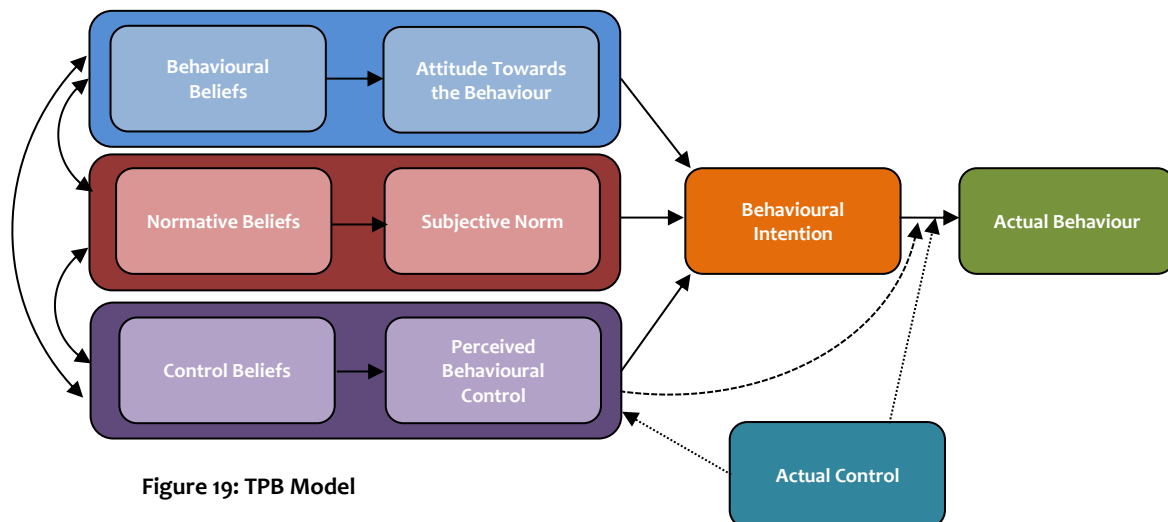 Behavioural
Beliefs
Attitude Towards
the Behaviour
Normative Beliefs
Subjective Norm
Behavioural
Intention
Actual Behaviour
Control Beliefs
Perceived
Behavioural
Control
Actual Control
Figure 19: TPB Model